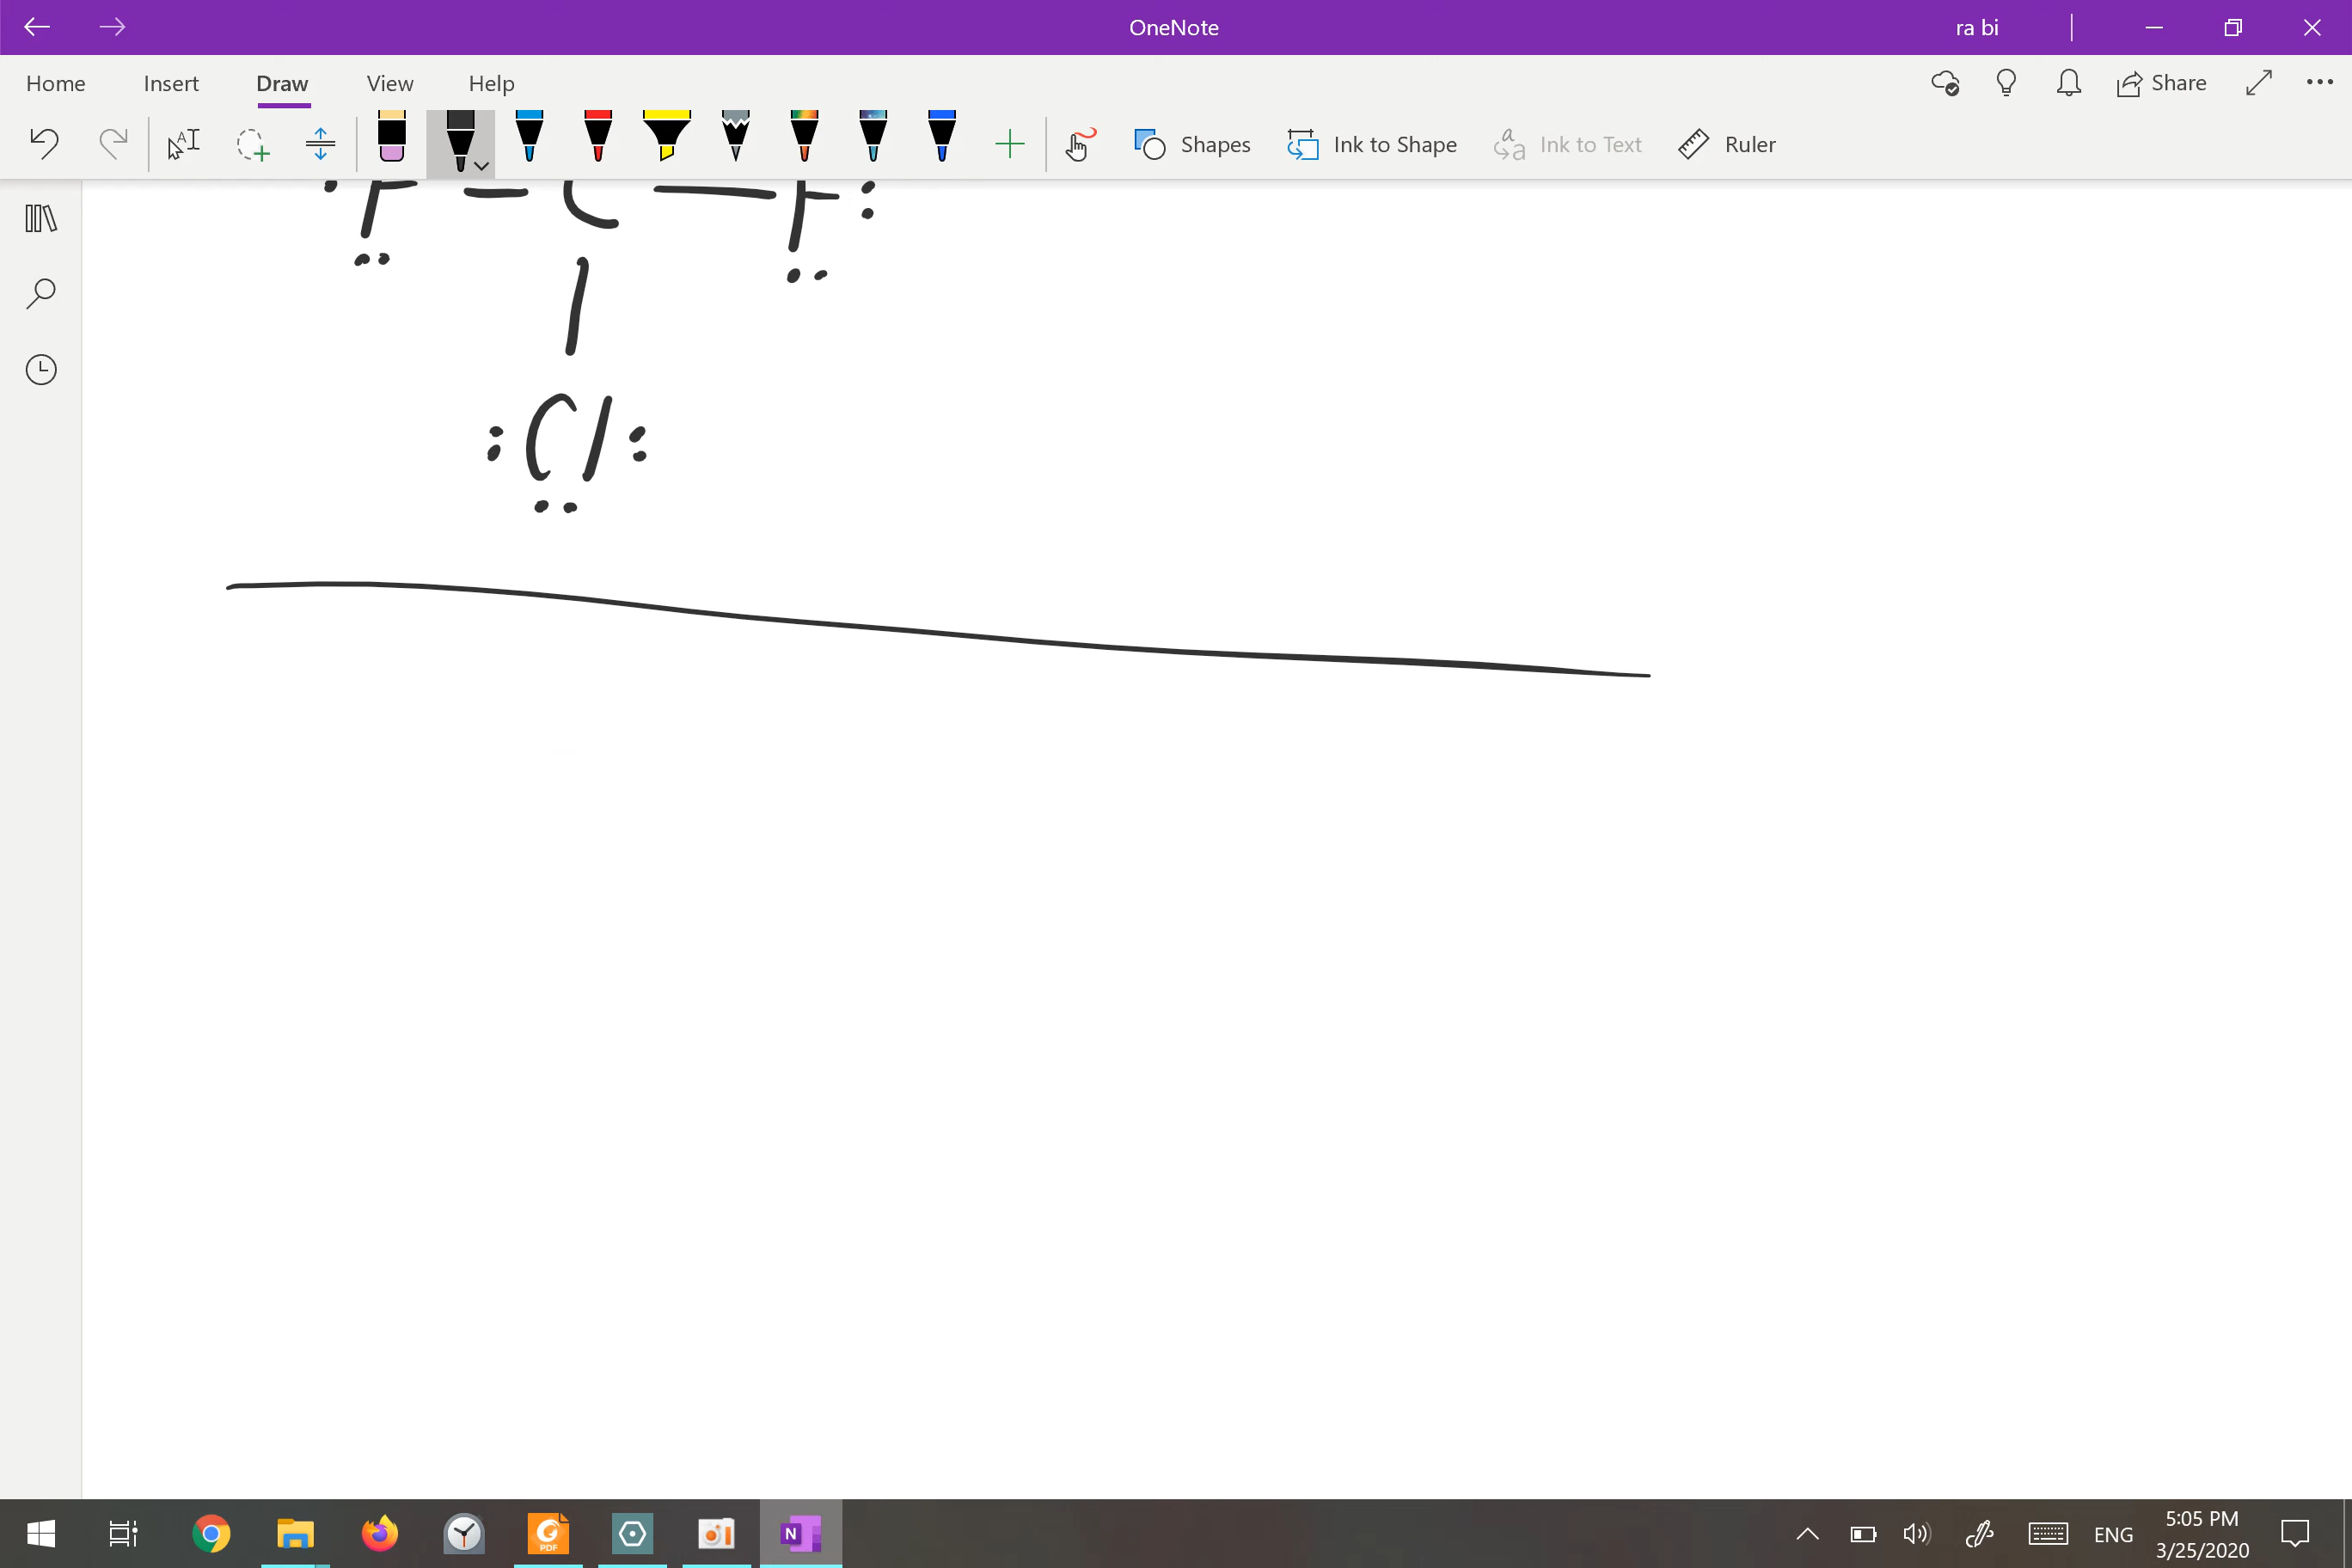 OneNote
ra bi
Home Insert Draw View Help
Share
Shapes Ink to Shape Ink to Text Ruler
F — C — F :
: Cl :
ENG
5:05 PM
3/25/2020